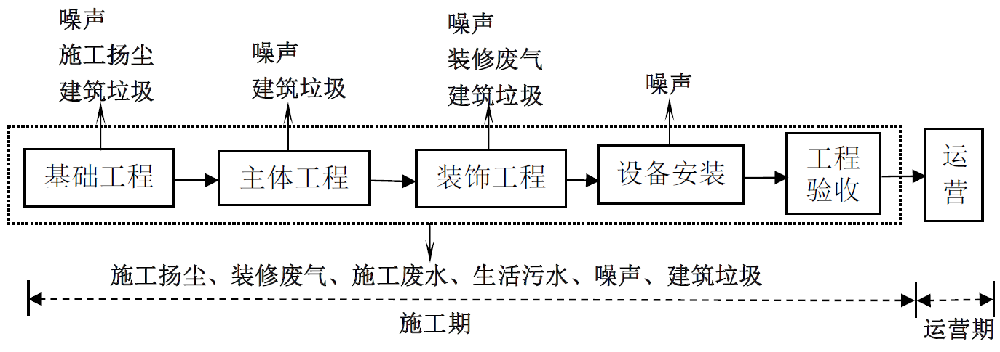 噪声
施工扬尘
建筑垃圾
噪声
建筑垃圾
噪声
装修废气
建筑垃圾
噪声
基础工程
主体工程
装饰工程
设备安装
工程
验收
运
营
施工扬尘、装修废气、施工废水、生活污水、噪声、建筑垃圾
施工期
运营期